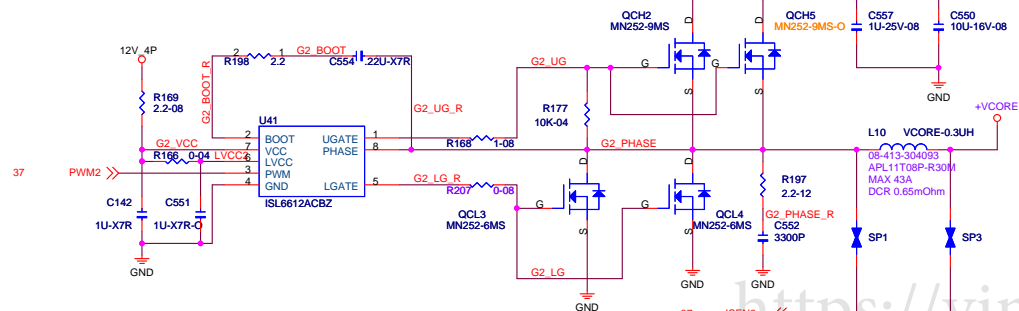 QCH2
MN252-9MS
QCH5
MN252-9MS-O
C557
1U-25V-08
C550
10U-16V-08
12V_4P
2
1
G2_BOOT
R198
2.2
C554
.22U-X7R
G2_BOOT_R
G2_UG
G
D
S
G
D
S
GND
R169
2.2-08
G2_UG_R
R177
10K-04
+VCORE
U41
L10
VCORE-0.3UH
G2_VCC
2
BOOT
UGATE
1
R168
1-08
7
VCC
PHASE
8
G2_PHASE
R166
0-04
LVCC2
6
LVCC
08-413-304093
APL11T08P-R30M
MAX 43A
DCR 0.65mOhm
37
PWM2
3
PWM
4
GND
LGATE
5
G2_LG_R
R207
0-08
ISL6612ACBZ
D
G
S
D
G
S
R197
2.2-12
C142
1U-X7R
C551
1U-X7R-O
QCL3
MN252-6MS
QCL4
MN252-6MS
G2_PHASE_R
C552
3300P
SP1
SP3
GND
G2_LG
GND
GND
GND